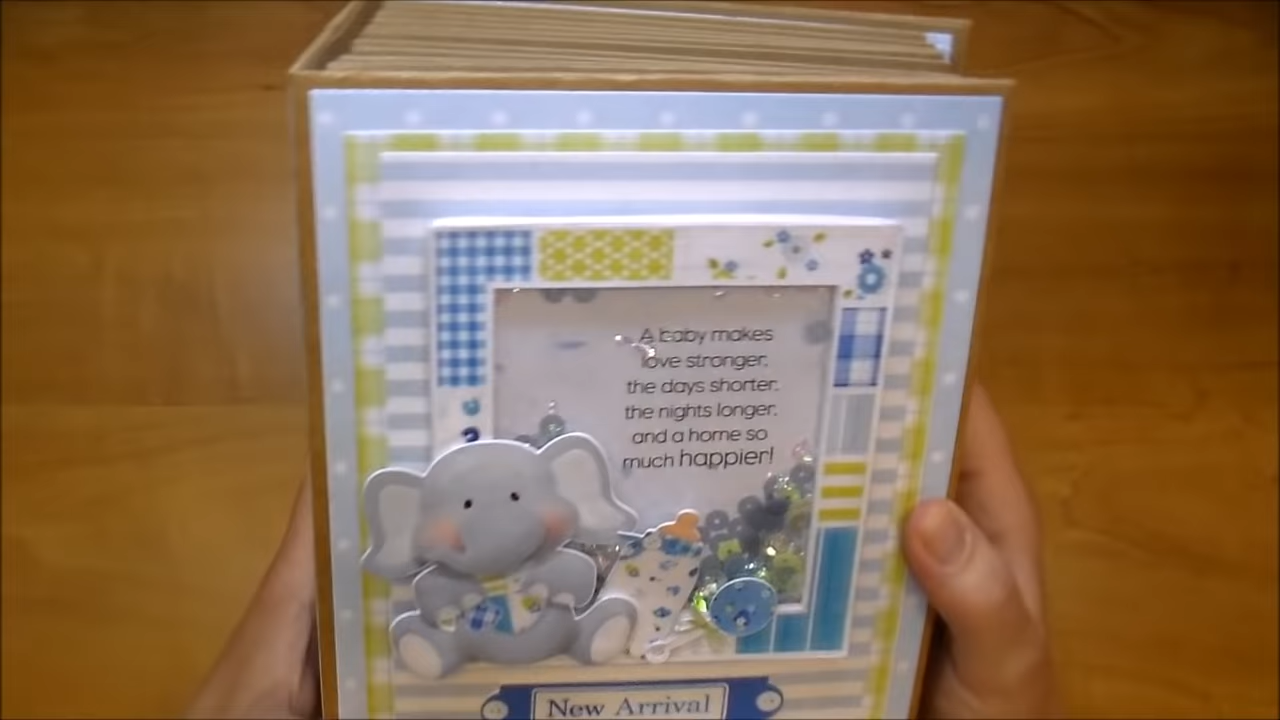 A baby makes
love stronger,
the days shorter,
the nights longer,
and a home so
much happier!
New Arrival